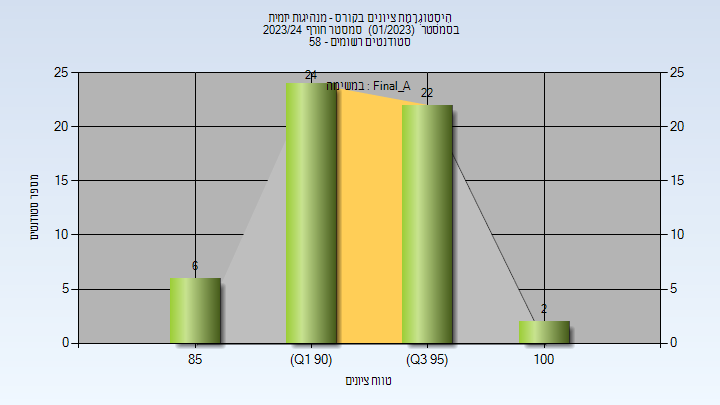 היסטוגרמת ציונים בקורס - מנהיגות יזמית
בסמסטר (01/2023) סמסטר חורף 2023/24
סטודנטים רשומים - 58
במשימה : Final_A
25
20
15
10
5
0
25
20
15
10
5
0
6
24
22
2
85
(Q1 90)
(Q3 95)
100
מספר סטודנטים
טווח ציונים